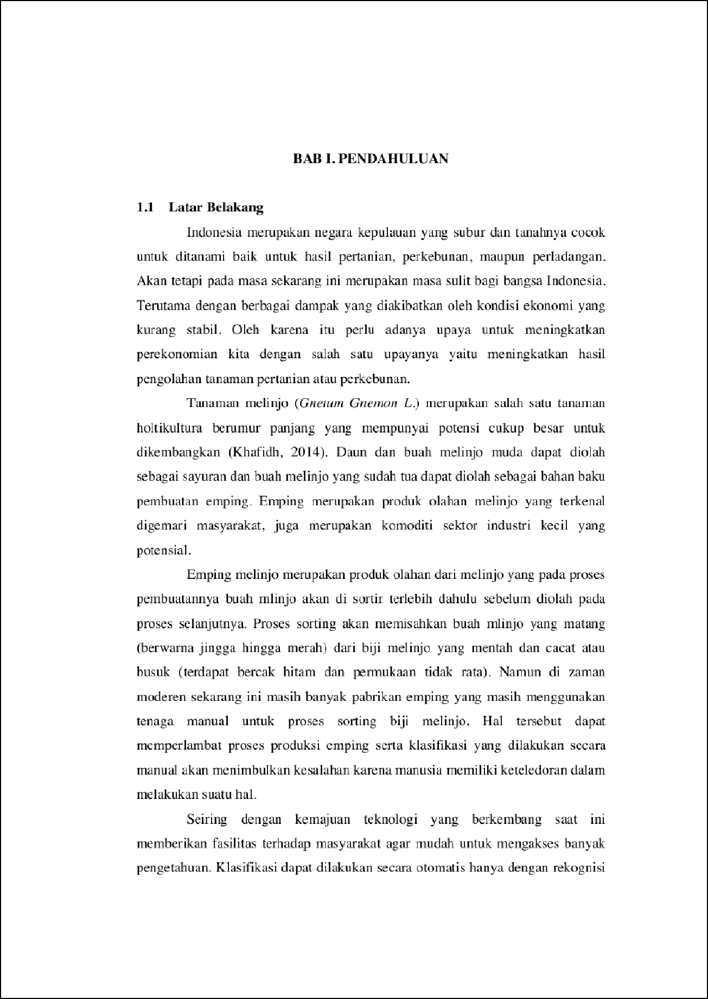 BAB I. PENDAHULUAN
1.1 Latar Belakang
Indonesia merupakan negara kepulauan yang subur dan tanahnya cocok
untuk ditanami baik untuk hasil pertanian, perkebunan, maupun perladangan.
Akan tetapi pada masa sekarang ini merupakan masa sulit bagi bangsa Indonesia.
Terutama dengan berbagai dampak yang diakibatkan oleh kondisi ekonomi yang
kurang stabil. Oleh karena itu perlu adanya upaya untuk meningkatkan
perekonomian kita dengan salah satu upayanya yaitu meningkatkan hasil
pengolahan tanaman pertanian atau perkebunan.
Tanaman melinjo (Gnetum Gnemon L.) merupakan salah satu tanaman
holtikultura berumur panjang yang mempunyai potensi cukup besar untuk
dikembangkan (Khafidh, 2014). Daun dan buah melinjo muda dapat diolah
sebagai sayuran dan buah melinjo yang sudah tua dapat diolah sebagai bahan baku
pembuatan emping. Emping merupakan produk olahan melinjo yang terkenal
digemari masyarakat, juga merupakan komoditi sektor industri kecil yang
potensial.
Emping melinjo merupakan produk olahan dari melinjo yang pada proses
pembuatannya buah mlinjo akan di sortir terlebih dahulu sebelum diolah pada
proses selanjutnya. Proses sorting akan memisahkan buah mlinjo yang matang
(berwarna jingga hingga merah) dari biji melinjo yang mentah dan cacat atau
busuk (terdapat bercak hitam dan permukaan tidak rata). Namun di zaman
moderen sekarang ini masih banyak pabrikan emping yang masih menggunakan
tenaga manual untuk proses sorting biji melinjo. Hal tersebut dapat
memperlambat proses produksi emping serta klasifikasi yang dilakukan secara
manual akan menimbulkan kesalahan karena manusia memiliki keteledoran dalam
melakukan suatu hal.
Seiring dengan kemajuan teknologi yang berkembang saat ini
memberikan fasilitas terhadap masyarakat agar mudah untuk mengakses banyak
pengetahuan. Klasifikasi dapat dilakukan secara otomatis hanya dengan rekognisi